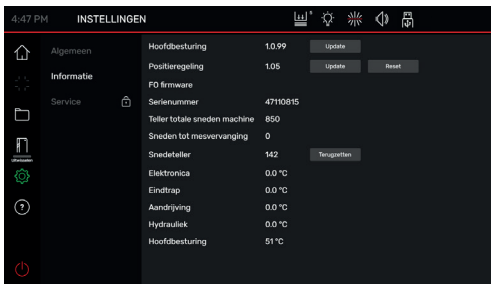 4:47 PM INSTELLINGEN
Algemeen
Informatie
Service
Uitwisselen
Hoofdbesturing 1.0.99 Update
Positieregeling 1.05 Update Reset
FO firmware
Serienummer 47110815
Teller totale sneden machine 850
Sneden tot mesvervanging 0
Snedeteller 142 Terugzetten
Elektronica 0.0 °C
Eindtrap 0.0 °C
Aandrijving 0.0 °C
Hydrauliek 0.0 °C
Hoofdbesturing 51 °C